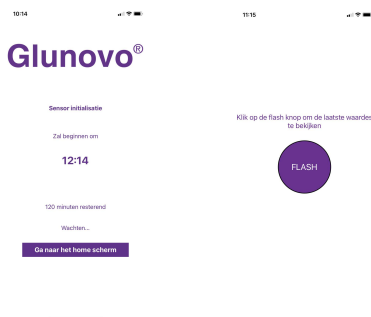 10:14
Glunovo®
Sensor initialisatie
Zal beginnen om
12:14
120 minuten resterend
Wachten...
Ga naar het home scherm
11:15
Klik op de flash knop om de laatste waardes
te bekijken
FLASH